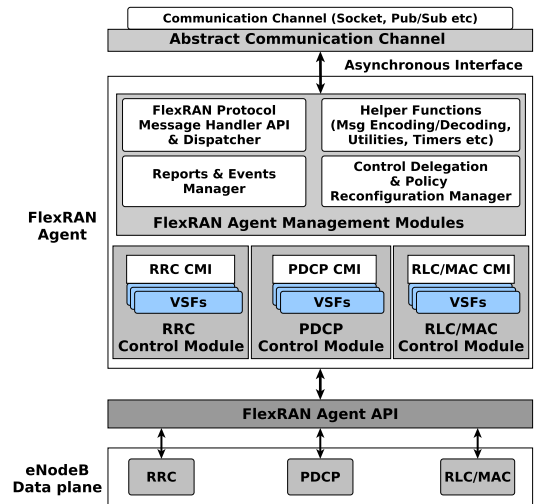 Communication Channel (Socket, Pub/Sub etc)
Abstract Communication Channel
Asynchronous Interface
FlexRAN Protocol
Message Handler API
& Dispatcher
Helper Functions
(Msg Encoding/Decoding,
Utilities, Timers etc)
Reports & Events
Manager
Control Delegation
& Policy
Reconfiguration Manager
FlexRAN Agent Management Modules
FlexRAN
Agent
RRC CMI
VSFs
RRC
Control Module
PDCP CMI
VSFs
PDCP
Control Module
RLC/MAC CMI
VSFs
RLC/MAC
Control Module
FlexRAN Agent API
eNodeB
Data plane
RRC
PDCP
RLC/MAC